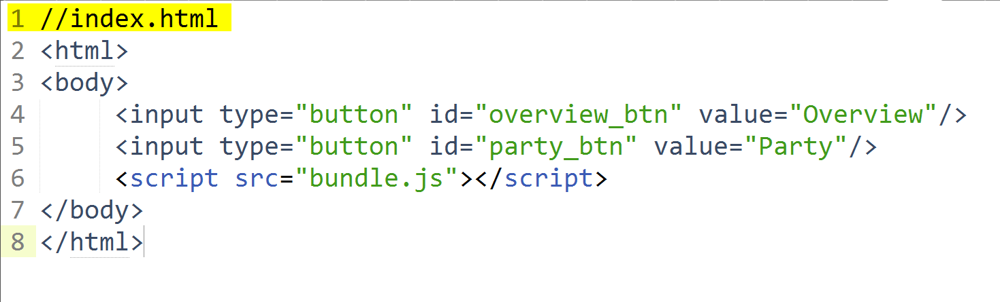 1 //index.html
2 <html>
3 <body>
4 <input type="button" id="overview_btn" value="Overview"/>
5 <input type="button" id="party_btn" value="Party"/>
6 <script src="bundle.js"></script>
7 </body>
8 </html>